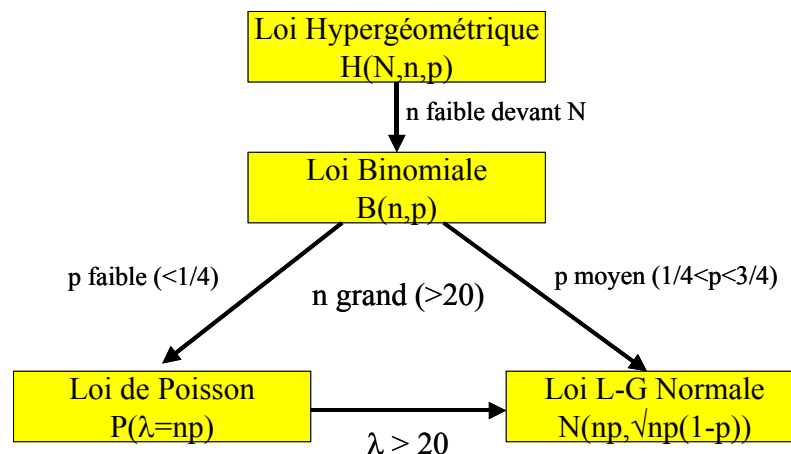 Loi Hypergéométrique
H(N,n,p)
n faible devant N
Loi Binomiale
B(n,p)
p faible (<1/4)
n grand (>20)
p moyen (1/4<p<3/4)
Loi de Poisson
P(λ=np)
λ > 20
Loi L-G Normale
N(np,√np(1-p))